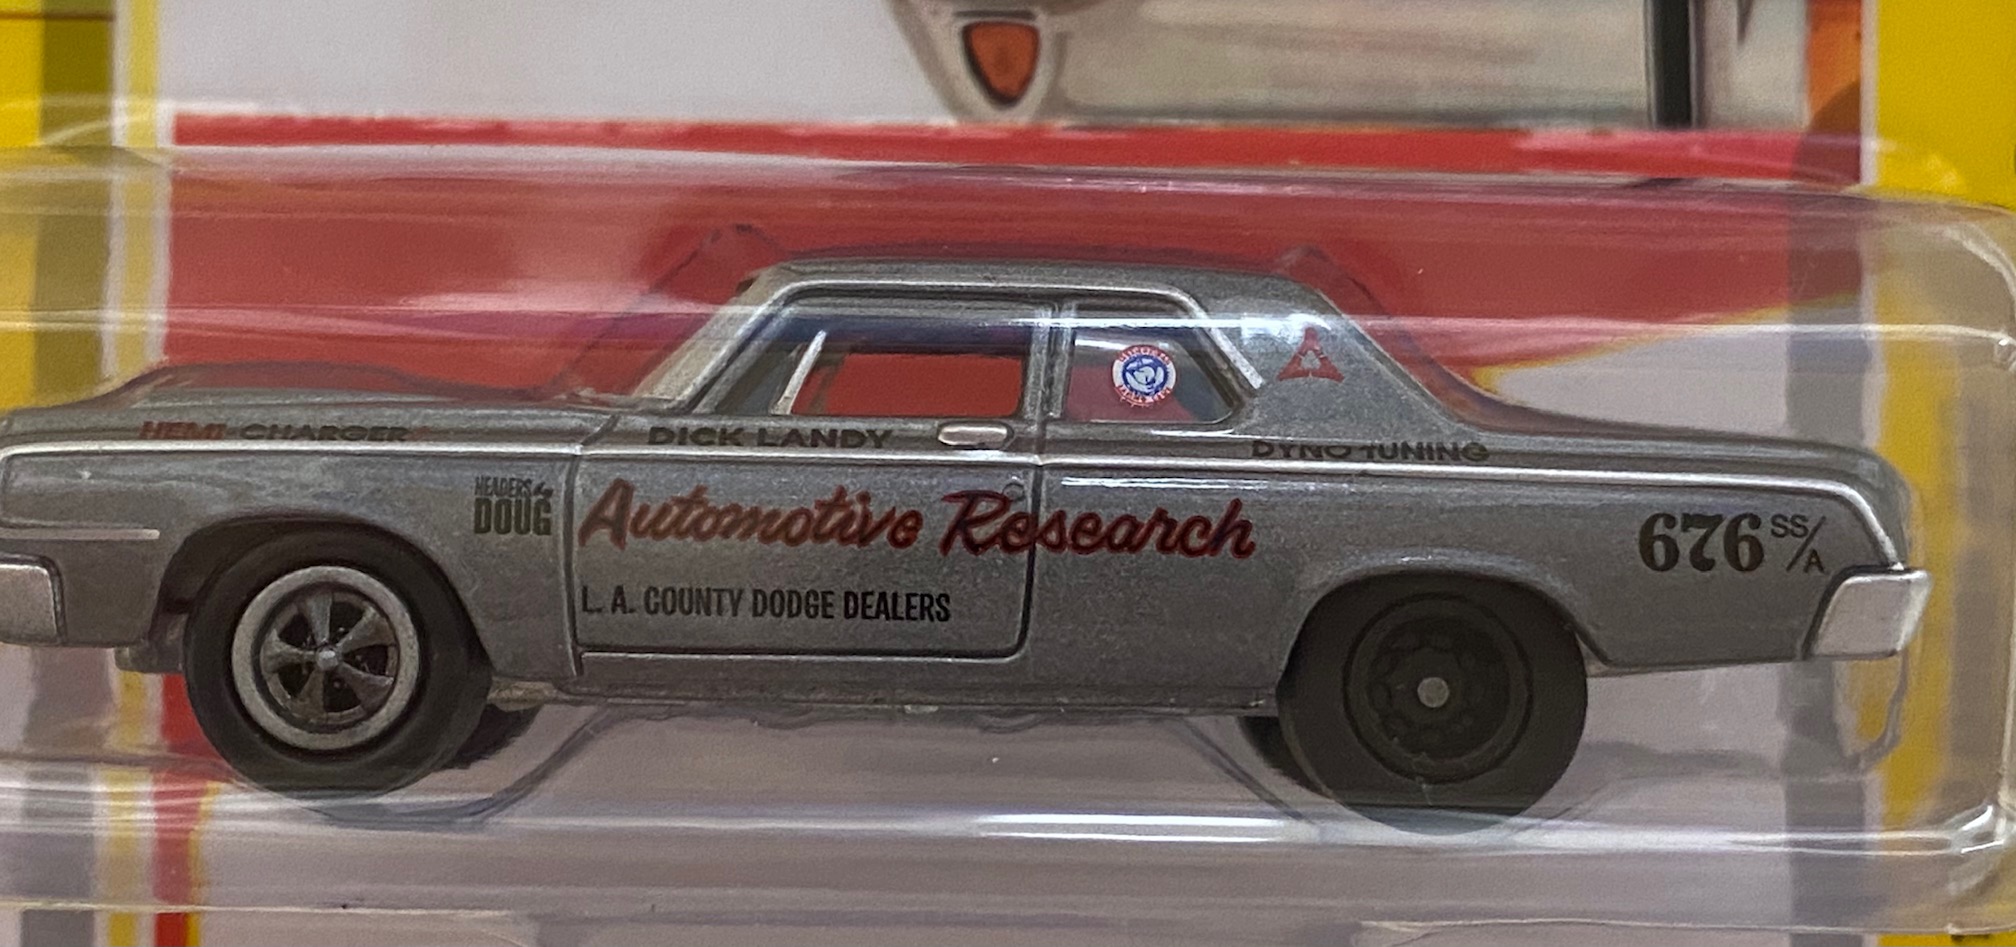 HEMI CHARGER
DICK LANDY
DYNO TUNING
HEADERS by
DOUG
Automotive Research
676 SS/A
L. A. COUNTY DODGE DEALERS